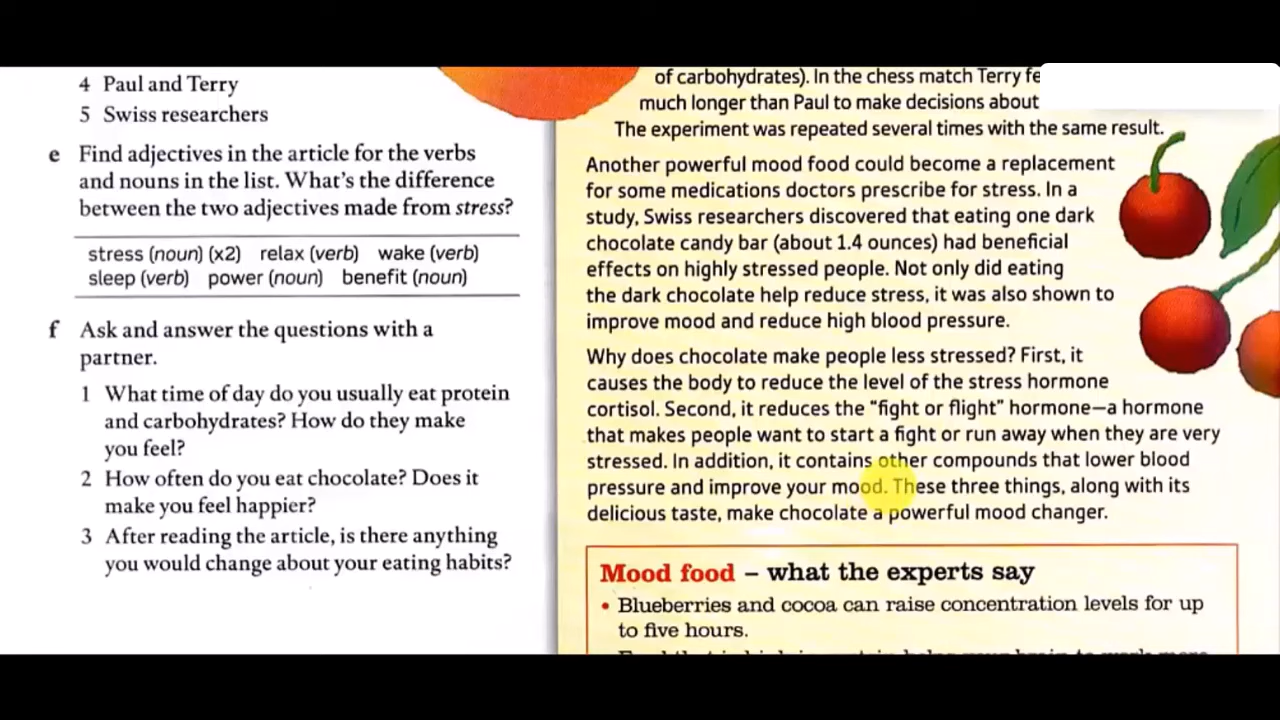 4 Paul and Terry
5 Swiss researchers
e Find adjectives in the article for the verbs
and nouns in the list. What's the difference
between the two adjectives made from stress?
stress (noun) (x2) relax (verb) wake (verb)
sleep (verb) power (noun) benefit (noun)
f Ask and answer the questions with a
partner.
1 What time of day do you usually eat protein
and carbohydrates? How do they make
you feel?
2 How often do you eat chocolate? Does it
make you feel happier?
3 After reading the article, is there anything
you would change about your eating habits?
of carbohydrates). In the chess match Terry
much longer than Paul to make decisions about
The experiment was repeated several times with the same result.
Another powerful mood food could become a replacement
for some medications doctors prescribe for stress. In a
study, Swiss researchers discovered that eating one dark
chocolate candy bar (about 1.4 ounces) had beneficial
effects on highly stressed people. Not only did eating
the dark chocolate help reduce stress, it was also shown to
improve mood and reduce high blood pressure.
Why does chocolate make people less stressed? First, it
causes the body to reduce the level of the stress hormone
cortisol. Second, it reduces the "fight or flight" hormone—a hormone
that makes people want to start a fight or run away when they are very
stressed. In addition, it contains other compounds that lower blood
pressure and improve your mood. These three things, along with its
delicious taste, make chocolate a powerful mood changer.
Mood food – what the experts say
• Blueberries and cocoa can raise concentration levels for up
to five hours.